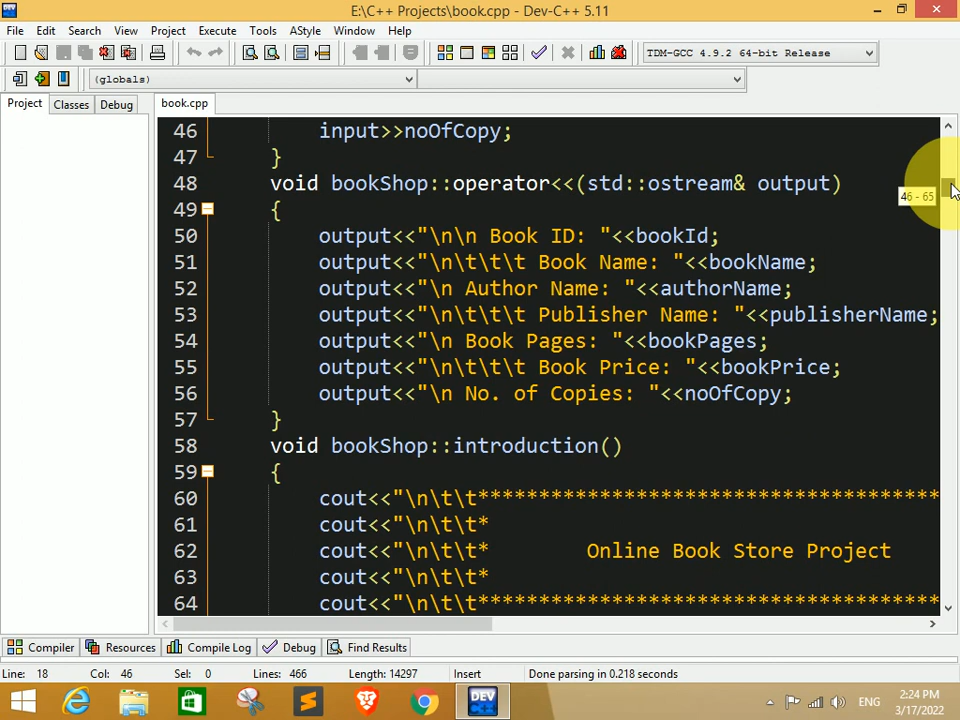 E:\C++ Projects\book.cpp - Dev-C++ 5.11
File Edit Search View Project Execute Tools AStyle Window Help
TDM-GCC 4.9.2 64-bit Release
(globals)
Project Classes Debug
book.cpp
46 input>>noOfCopy;
47 }
48 void bookShop::operator<<(std::ostream& output)
49 {
50 output<<"\n\n Book ID: "<<bookId;
51 output<<"\n\t\t\t Book Name: "<<bookName;
52 output<<"\n Author Name: "<<authorName;
53 output<<"\n\t\t\t Publisher Name: "<<publisherName;
54 output<<"\n Book Pages: "<<bookPages;
55 output<<"\n\t\t\t Book Price: "<<bookPrice;
56 output<<"\n No. of Copies: "<<noOfCopy;
57 }
58 void bookShop::introduction()
59 {
60 cout<<"\n\t\t**************************************
61 cout<<"\n\t\t*
62 cout<<"\n\t\t* Online Book Store Project
63 cout<<"\n\t\t*
64 cout<<"\n\t\t**************************************
46 - 65
Compiler Resources Compile Log Debug Find Results
Line: 18 Col: 46 Sel: 0 Lines: 466 Length: 14297 Insert Done parsing in 0.218 seconds
DEV
ENG
2:24 PM
3/17/2022